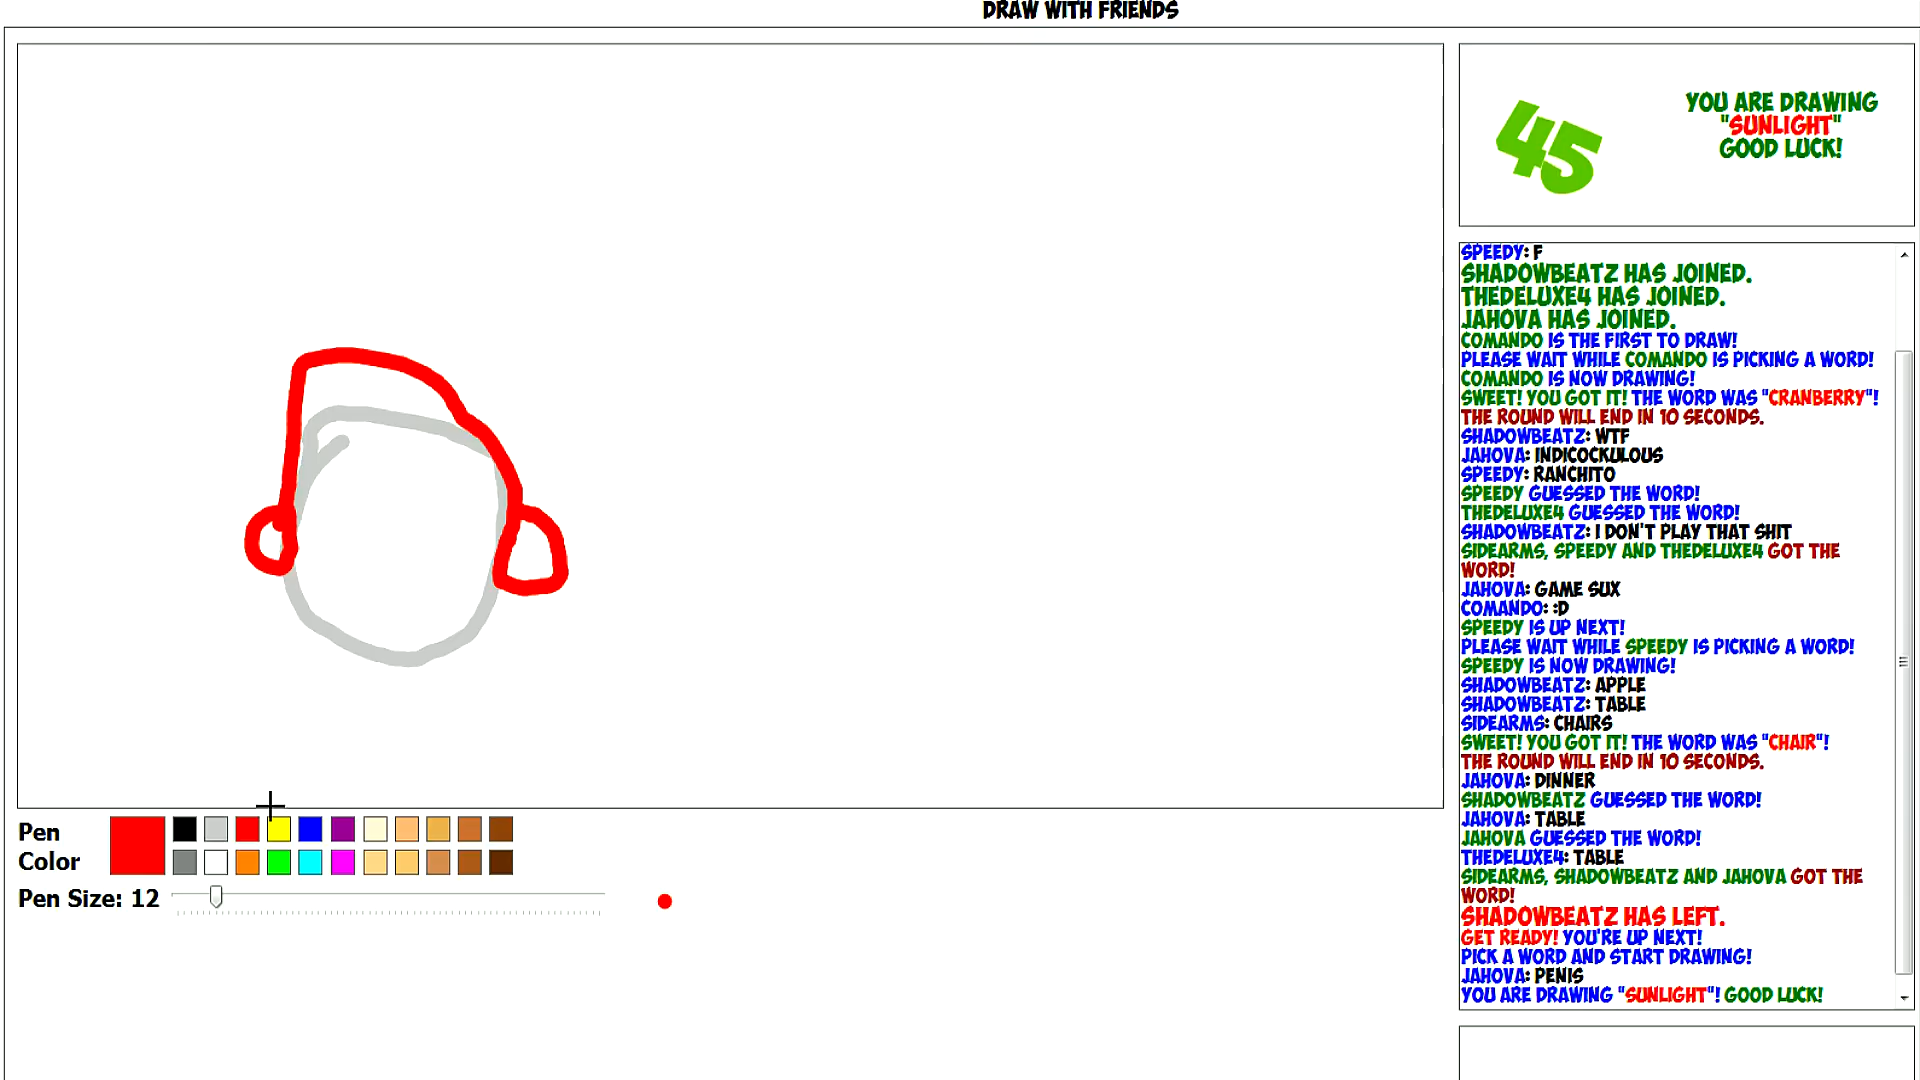 DRAW WITH FRIENDS
45
YOU ARE DRAWING
"SUNLIGHT"
GOOD LUCK!
SPEEDY: F
SHADOWBEATZ HAS JOINED.
THEDELUXE4 HAS JOINED.
JAHOVA HAS JOINED.
COMANDO IS THE FIRST TO DRAW!
PLEASE WAIT WHILE COMANDO IS PICKING A WORD!
COMANDO IS NOW DRAWING!
SWEET! YOU GOT IT! THE WORD WAS "CRANBERRY"!
THE ROUND WILL END IN 10 SECONDS.
SHADOWBEATZ: WTF
JAHOVA: INDICOCKULOUS
SPEEDY: RANCHITO
SPEEDY GUESSED THE WORD!
THEDELUXE4 GUESSED THE WORD!
SHADOWBEATZ: I DON'T PLAY THAT SHIT
SIDEARMS, SPEEDY AND THEDELUXE4 GOT THE
WORD!
JAHOVA: GAME SUX
COMANDO: :D
SPEEDY IS UP NEXT!
PLEASE WAIT WHILE SPEEDY IS PICKING A WORD!
SPEEDY IS NOW DRAWING!
SHADOWBEATZ: APPLE
SHADOWBEATZ: TABLE
SIDEARMS: CHAIRS
SWEET! YOU GOT IT! THE WORD WAS "CHAIR"!
THE ROUND WILL END IN 10 SECONDS.
JAHOVA: DINNER
SHADOWBEATZ GUESSED THE WORD!
JAHOVA: TABLE
JAHOVA GUESSED THE WORD!
THEDELUXE4: TABLE
SIDEARMS, SHADOWBEATZ AND JAHOVA GOT THE
WORD!
SHADOWBEATZ HAS LEFT.
GET READY! YOU'RE UP NEXT!
PICK A WORD AND START DRAWING!
JAHOVA: PENIS
YOU ARE DRAWING "SUNLIGHT"! GOOD LUCK!
Pen
Color
Pen Size: 12